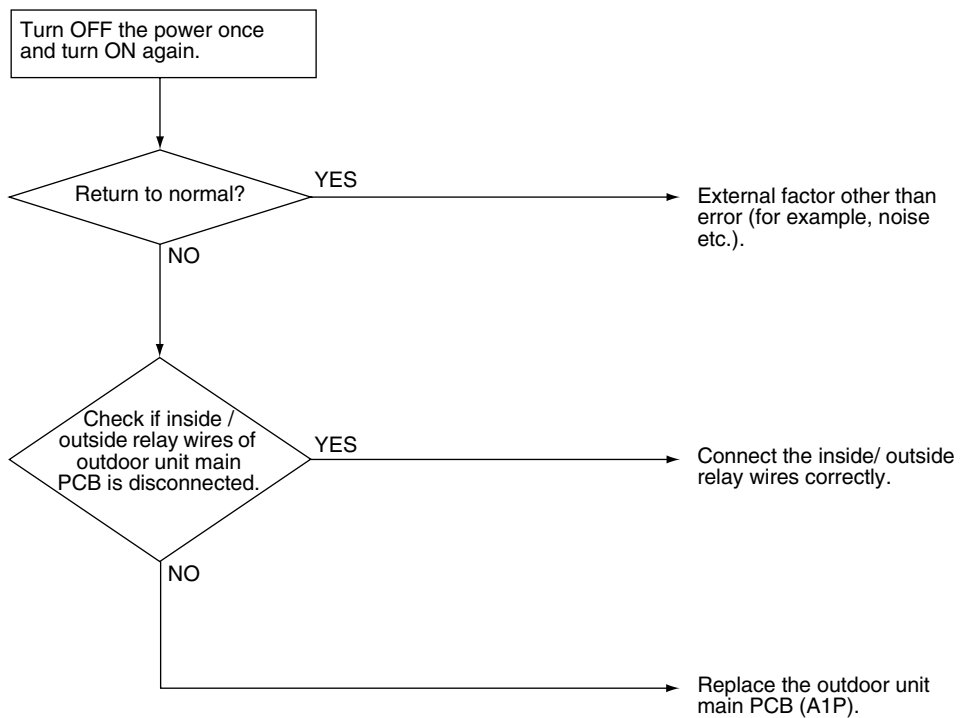 Turn OFF the power once
and turn ON again.
Return to normal?
YES
External factor other than
error (for example, noise
etc.).
NO
Check if inside /
outside relay wires of
outdoor unit main
PCB is disconnected.
YES
Connect the inside/ outside
relay wires correctly.
NO
Replace the outdoor unit
main PCB (A1P).